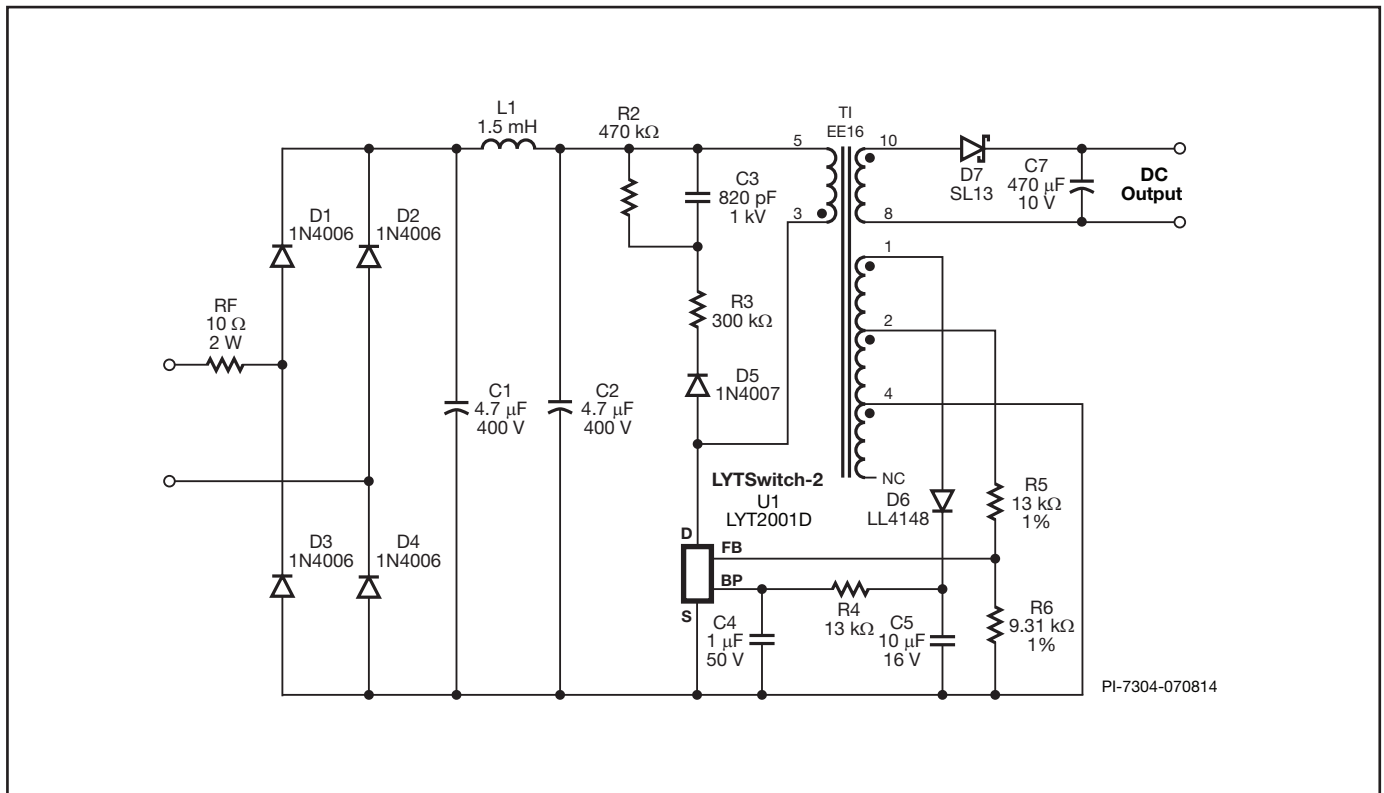 L1
1.5 mH
R2
470 kΩ
C3
820 pF
1 kV
TI
EE16
5
3
10
8
D7
SL13
C7
470 µF
10 V
DC
Output
D1
1N4006
D2
1N4006
RF
10 Ω
2 W
C1
4.7 µF
400 V
C2
4.7 µF
400 V
R3
300 kΩ
D5
1N4007
1
2
4
NC
LYTSwitch-2
U1
LYT2001D
D6
LL4148
R5
13 kΩ
1%
D3
1N4006
D4
1N4006
D
FB
BP
S
C4
1 µF
50 V
R4
13 kΩ
C5
10 µF
16 V
R6
9.31 kΩ
1%
PI-7304-070814